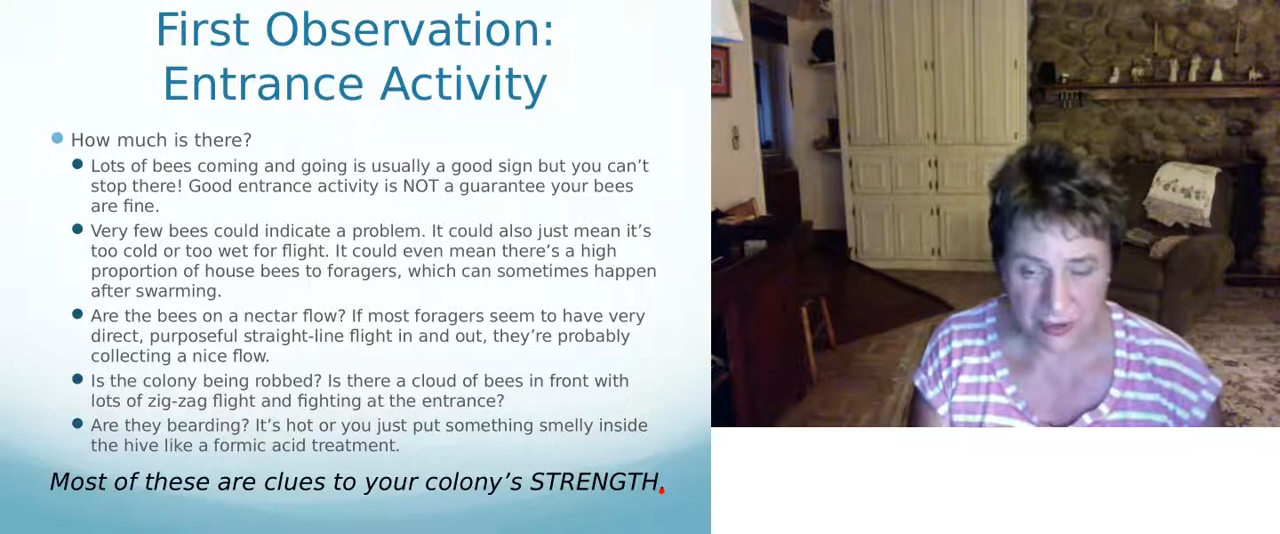 First Observation:
Entrance Activity
How much is there?
Lots of bees coming and going is usually a good sign but you can’t
stop there! Good entrance activity is NOT a guarantee your bees
are fine.
Very few bees could indicate a problem. It could also just mean it’s
too cold or too wet for flight. It could even mean there’s a high
proportion of house bees to foragers, which can sometimes happen
after swarming.
Are the bees on a nectar flow? If most foragers seem to have very
direct, purposeful straight-line flight in and out, they’re probably
collecting a nice flow.
Is the colony being robbed? Is there a cloud of bees in front with
lots of zig-zag flight and fighting at the entrance?
Are they bearding? It’s hot or you just put something smelly inside
the hive like a formic acid treatment.
Most of these are clues to your colony’s STRENGTH.